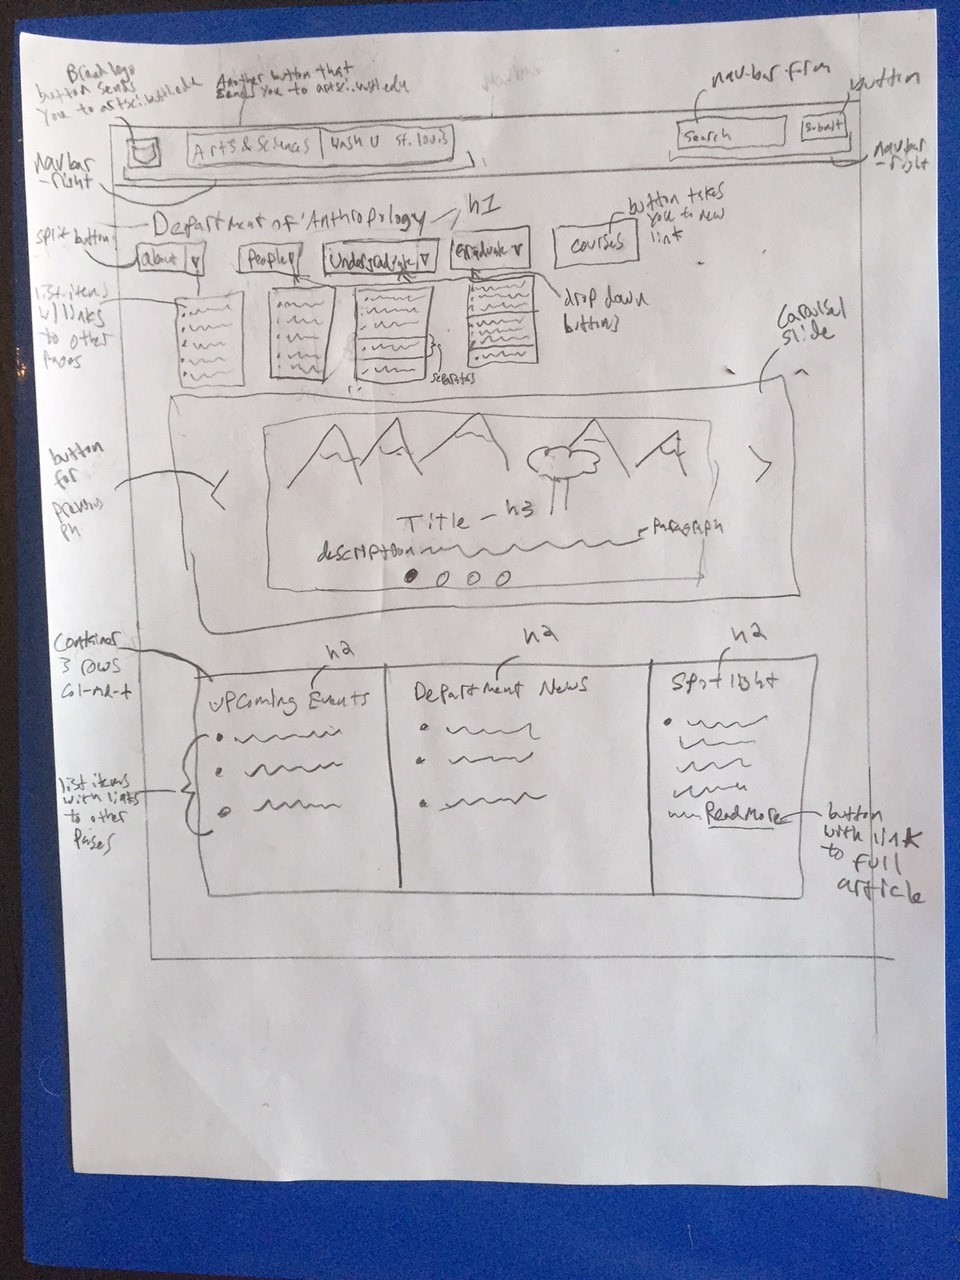 Brand logo
button sends
you to artsci.wustl.edu
Another button that
sends you to artsci.wustl.edu
navbar-from
button
Arts & Sciences | Wash U St. Louis
Search
Submit
navbar
-right
navbar
-right
Department of Anthropology
h1
button takes
you to new
link
split button
About
People
Undergraduate
Graduate
Courses
list items
w/ links
to other
pages
drop down
buttons
separators
Carousel
slide
button
for
previous
Title - h3
description
Paragraph
Container
3 rows
Col-md-4
h2
h2
h2
Upcoming Events
Department News
Spotlight
list items
with links
to other
pages
Read More
button
with link
to full
article